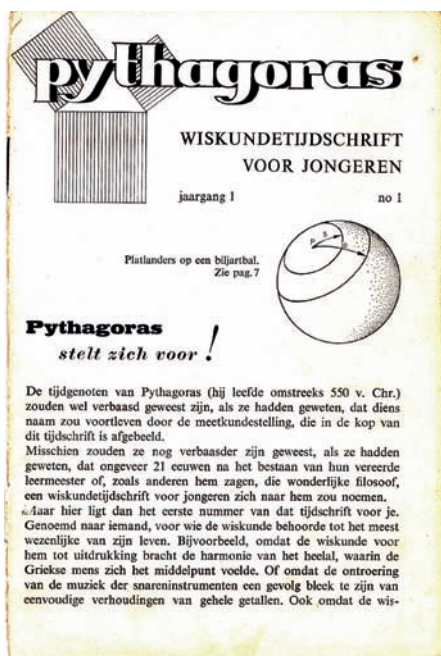 pythagoras
WISKUNDETIJDSCHRIFT
VOOR JONGEREN
jaargang 1 no 1
Platlanders op een biljartbal.
Zie pag. 7
P 5
Pythagoras
stelt zich voor !
De tijdgenoten van Pythagoras (hij leefde omstreeks 550 v. Chr.)
zouden wel verbaasd geweest zijn, als ze hadden geweten, dat diens
naam zou voortleven door de meetkundestelling, die in de kop van
dit tijdschrift is afgebeeld.
Misschien zouden ze nog verbaasder zijn geweest, als ze hadden
geweten, dat ongeveer 21 eeuwen na het bestaan van hun vereerde
leermeester of, zoals anderen hem zagen, die wonderlijke filosoof,
een wiskundetijdschrift voor jongeren zich naar hem zou noemen.
Maar hier ligt dan het eerste nummer van dat tijdschrift voor je.
Genoemd naar iemand, voor wie de wiskunde behoorde tot het meest
wezenlijke van zijn leven. Bijvoorbeeld, omdat de wiskunde voor
hem tot uitdrukking bracht de harmonie van het heelal, waarin de
Griekse mens zich het middelpunt voelde. Of omdat de ontroering
van de muziek der snareninstrumenten een gevolg bleek te zijn van
eenvoudige verhoudingen van gehele getallen. Ook omdat de wis-